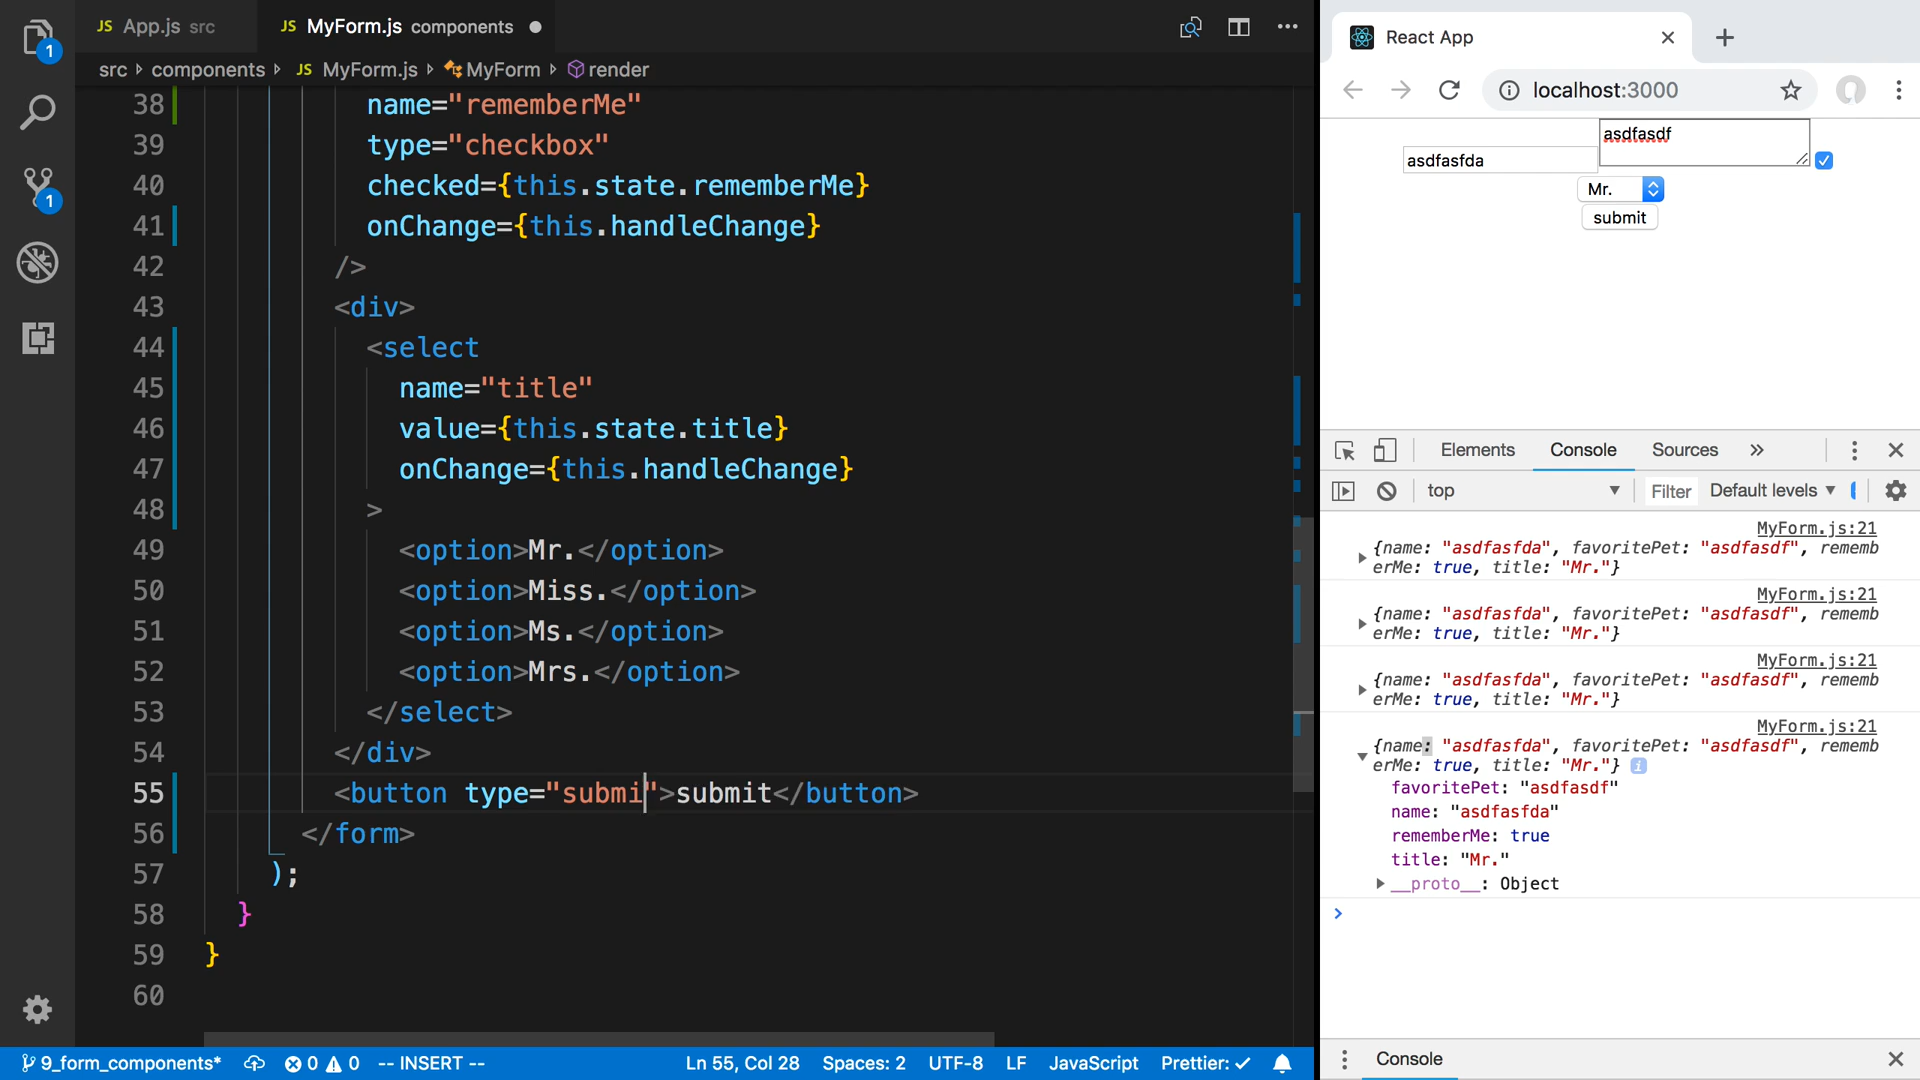 JS App.js src
JS MyForm.js components
src components JS MyForm.js MyForm render
38 name="rememberMe"
39 type="checkbox"
40 checked={this.state.rememberMe}
41 onChange={this.handleChange}
42 />
43 <div>
44 <select
45 name="title"
46 value={this.state.title}
47 onChange={this.handleChange}
48 >
49 <option>Mr.</option>
50 <option>Miss.</option>
51 <option>Ms.</option>
52 <option>Mrs.</option>
53 </select>
54 </div>
55 <button type="submi">submit</button>
56 </form>
57 );
58 }
59 }
60
1
1
9_form_components* 0 0 -- INSERT -- Ln 55, Col 28 Spaces: 2 UTF-8 LF JavaScript Prettier:
React App
localhost:3000
asdfasfda
asdfasdf
Mr.
submit
Elements Console Sources
top Filter Default levels
MyForm.js:21
{name: "asdfasfda", favoritePet: "asdfasdf", rememb
erMe: true, title: "Mr."}
MyForm.js:21
{name: "asdfasfda", favoritePet: "asdfasdf", rememb
erMe: true, title: "Mr."}
MyForm.js:21
{name: "asdfasfda", favoritePet: "asdfasdf", rememb
erMe: true, title: "Mr."}
MyForm.js:21
{name: "asdfasfda", favoritePet: "asdfasdf", rememb
erMe: true, title: "Mr."} i
favoritePet: "asdfasdf"
name: "asdfasfda"
rememberMe: true
title: "Mr."
__proto__: Object
Console